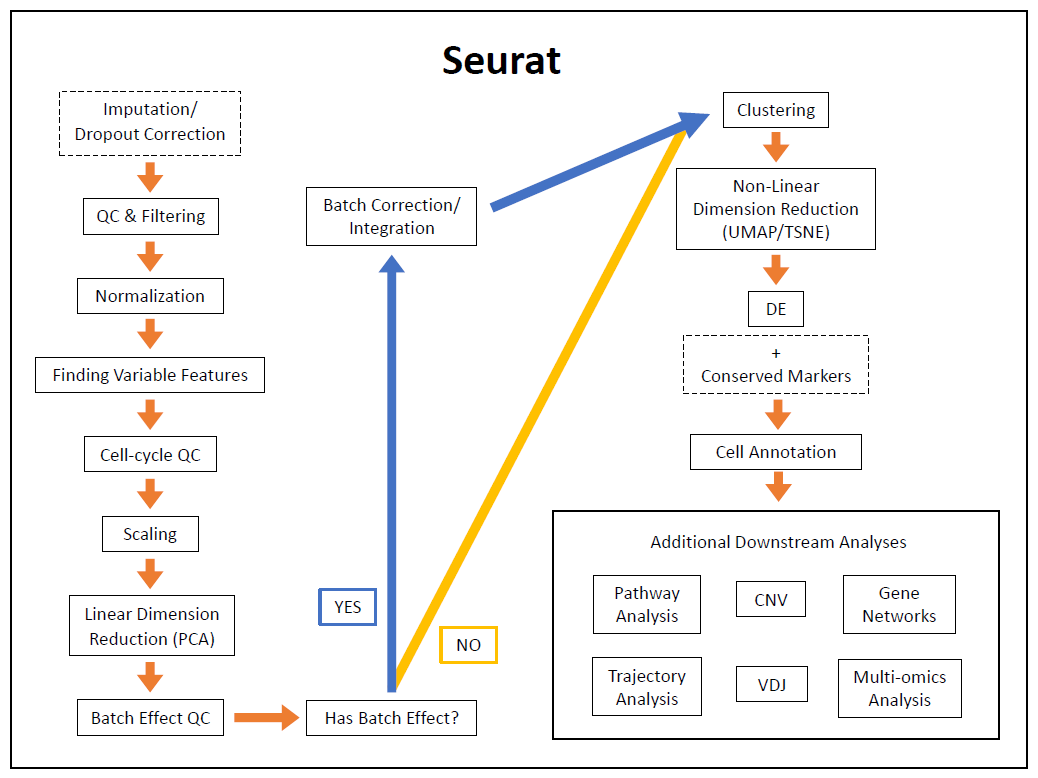 Seurat
Imputation/
Dropout Correction
QC & Filtering
Normalization
Finding Variable Features
Cell-cycle QC
Scaling
Linear Dimension
Reduction (PCA)
Batch Effect QC
Has Batch Effect?
YES
NO
Batch Correction/
Integration
Clustering
Non-Linear
Dimension Reduction
(UMAP/TSNE)
DE
+
Conserved Markers
Cell Annotation
Additional Downstream Analyses
Pathway
Analysis
CNV
Gene
Networks
Trajectory
Analysis
VDJ
Multi-omics
Analysis